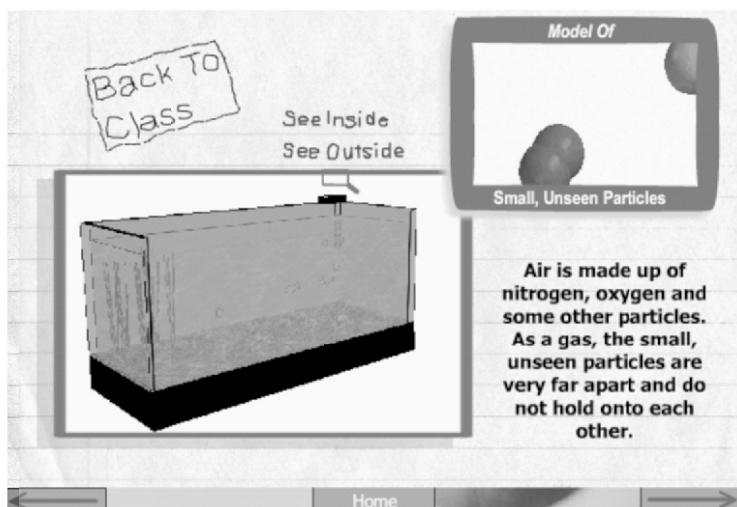 Back To
Class
See Inside
See Outside
Model Of
Small, Unseen Particles
Air is made up of
nitrogen, oxygen and
some other particles.
As a gas, the small,
unseen particles are
very far apart and do
not hold onto each
other.
Home